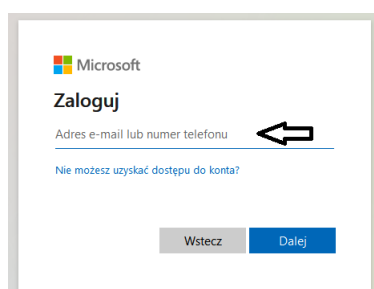 Microsoft
Zaloguj
Adres e-mail lub numer telefonu
Nie możesz uzyskać dostępu do konta?
Wstecz
Dalej